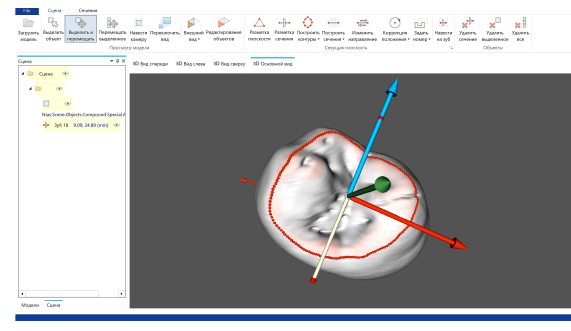 File Сцена Сечения
Загрузить модель
Выделить объект
Выделить и перемещать
Перемещать выделенное
Навести камеру
Переключить вид
Внешний вид
Редактирование объектов
Разметка плоскости
Разметка сечения
Построить контуры
Построить сечения
Изменить направление
Коррекция положения
Задать номер
Навести на зуб
Удалить сечение
Удалить выделенное
Удалить все
Просмотр модели
Секущая плоскость
Объекты
Сцена
3D Вид спереди 3D Вид слева 3D Вид сверху 3D Основной вид
Сцена
Nias.Scene.Objects.Compound.Special.A
Зуб 18 9.09; 24.89 (mm)
Модели Сцена